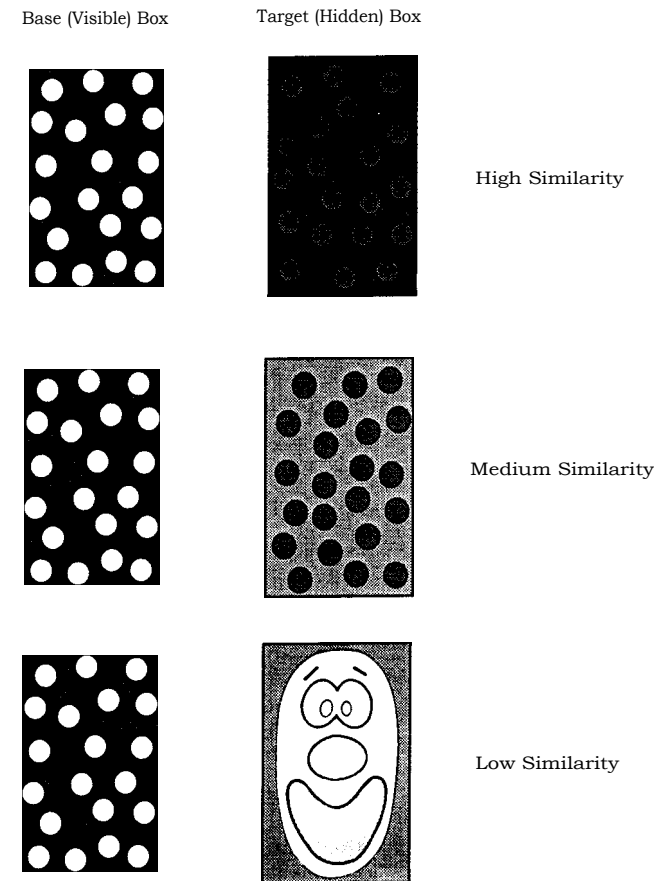 Base (Visible) Box
Target (Hidden) Box
High Similarity
Medium Similarity
Low Similarity